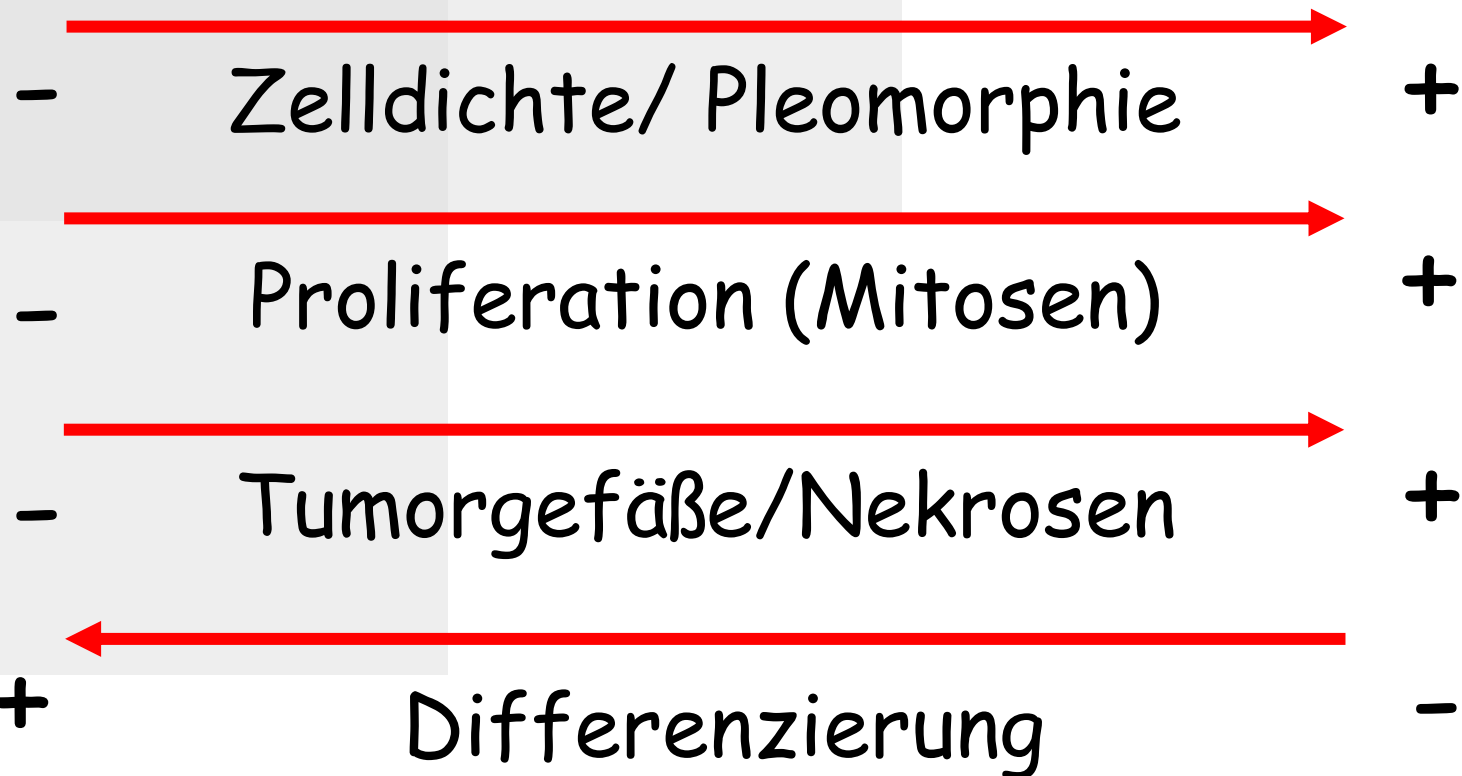 - Zelldichte/ Pleomorphie +
- Proliferation (Mitosen) +
- Tumorgefäße/Nekrosen +
+ Differenzierung -